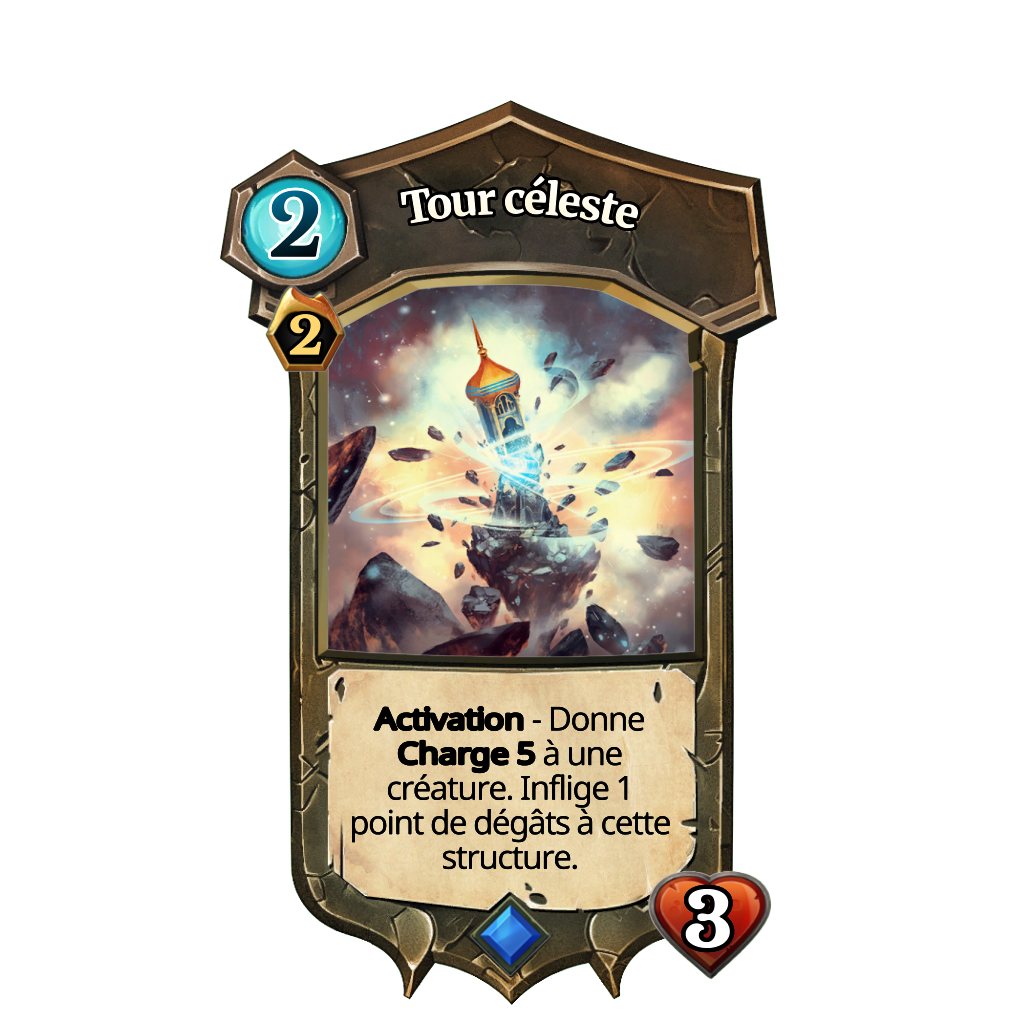 Tour céleste
2
2
Activation - Donne
Charge 5 à une
créature. Inflige 1
point de dégâts à cette
structure.
3